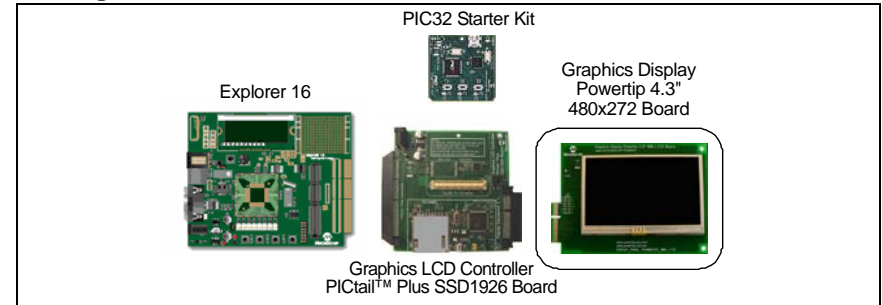 PIC32 Starter Kit
Explorer 16
Graphics Display
Powertip 4.3"
480x272 Board
Graphics LCD Controller
PICtail™ Plus SSD1926 Board